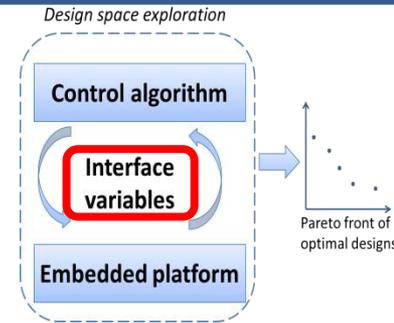 Design space exploration
Control algorithm
Interface
variables
Embedded platform
Pareto front of
optimal designs